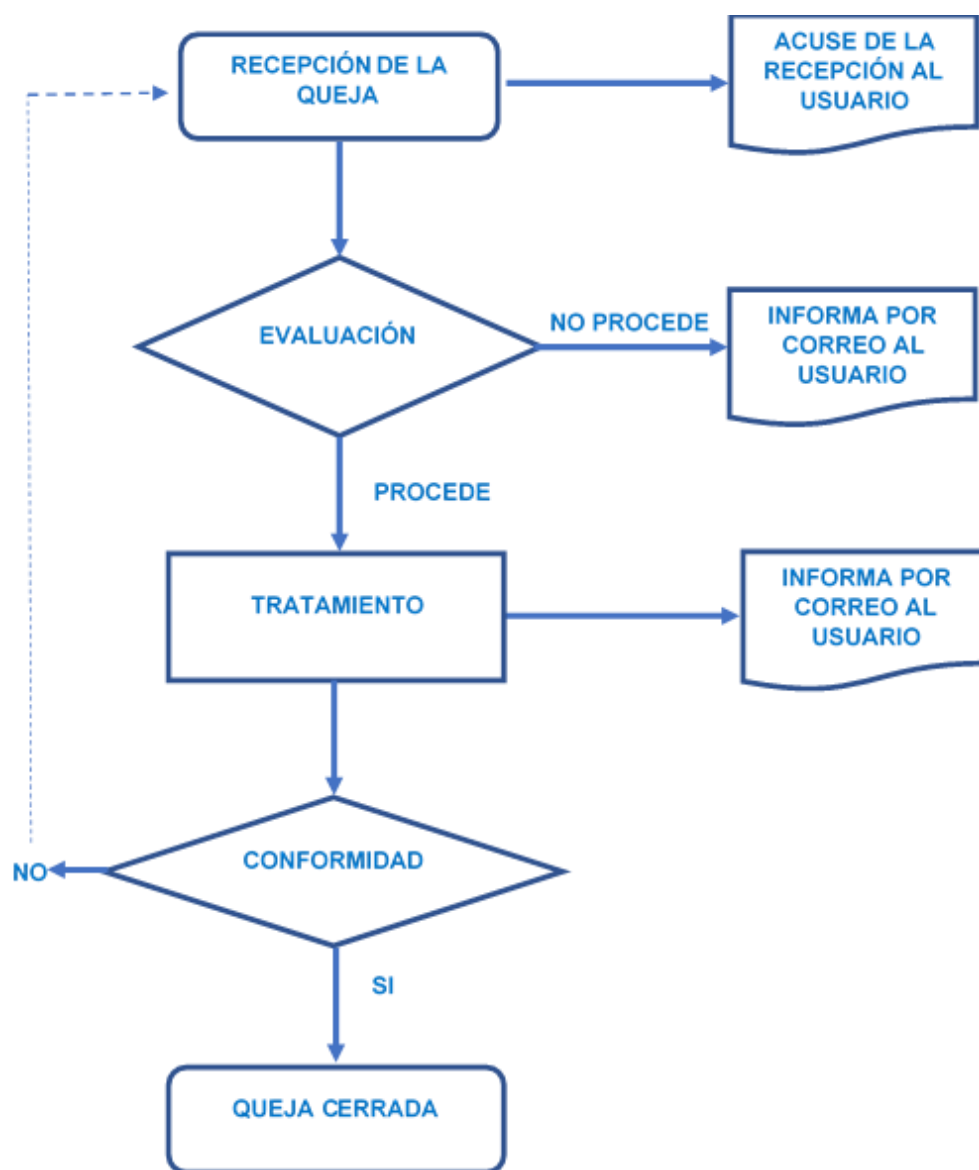 RECEPCIÓN DE LA
QUEJA
ACUSE DE LA
RECEPCIÓN AL
USUARIO
EVALUACIÓN
NO PROCEDE
INFORMA POR
CORREO AL
USUARIO
PROCEDE
TRATAMIENTO
INFORMA POR
CORREO AL
USUARIO
CONFORMIDAD
NO
SI
QUEJA CERRADA